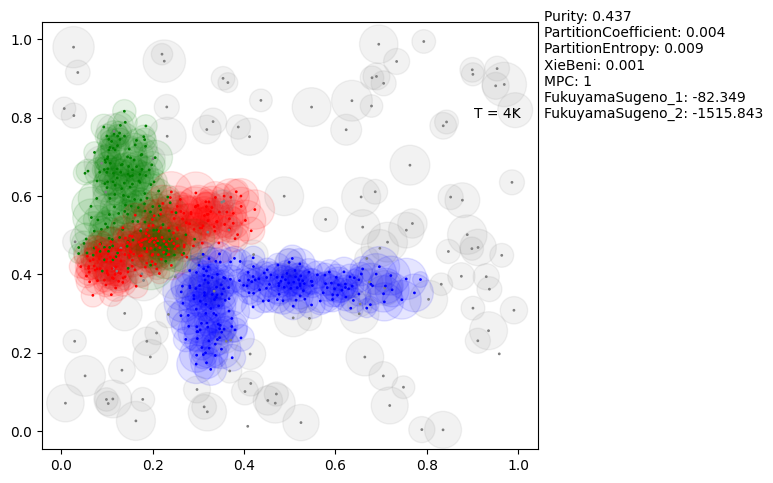 Purity: 0.437
PartitionCoefficient: 0.004
PartitionEntropy: 0.009
XieBeni: 0.001
MPC: 1
FukuyamaSugeno_1: -82.349
FukuyamaSugeno_2: -1515.843
T = 4K
1.0
0.8
0.6
0.4
0.2
0.0
0.0 0.2 0.4 0.6 0.8 1.0